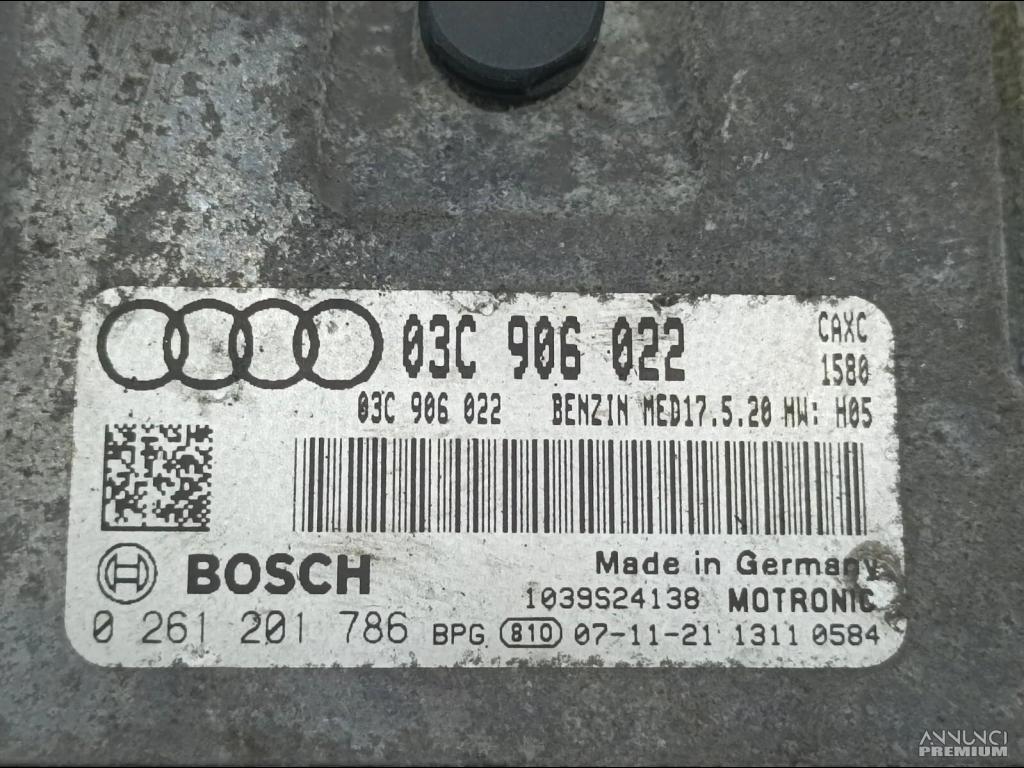 03C 906 022
CAXC
1580
03C 906 022 BENZIN MED17.5.20 HW: H05
BOSCH
Made in Germany
1039S24138 MOTRONIC
0 261 201 786 BPG 810 07-11-21 1311 0584
ANNUNCI
PREMIUM